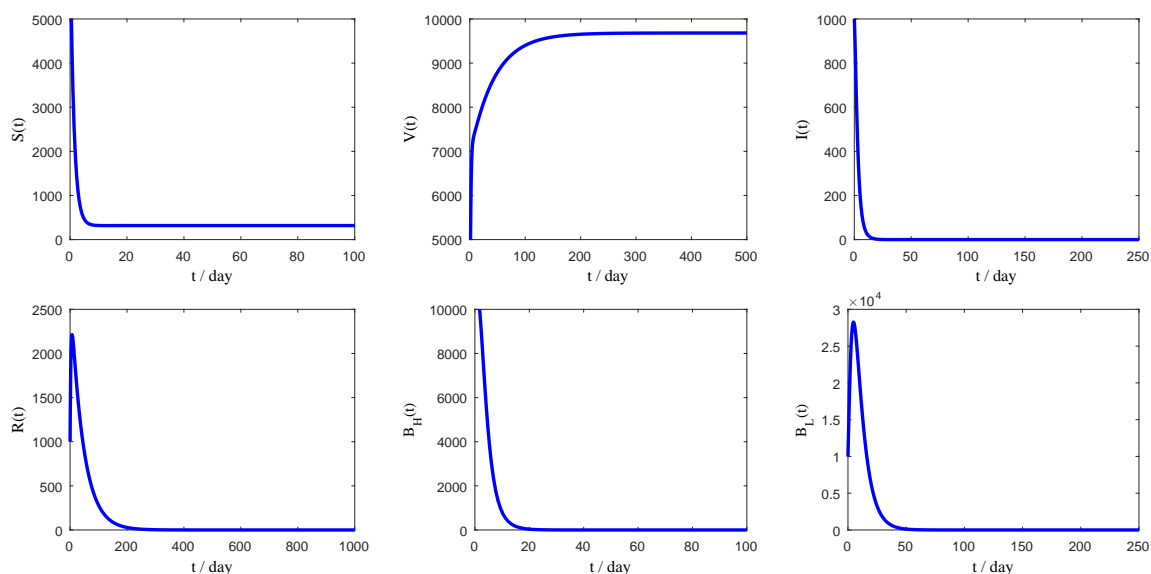 S(t)
5000
4000
3000
2000
1000
0
0 20 40 60 80 100
t / day
V(t)
10000
9000
8000
7000
6000
5000
0 100 200 300 400 500
t / day
I(t)
1000
800
600
400
200
0
0 50 100 150 200 250
t / day
R(t)
2500
2000
1500
1000
500
0
0 200 400 600 800 1000
t / day
B_H(t)
10000
8000
6000
4000
2000
0
0 20 40 60 80 100
t / day
B_L(t)
×10^4
3
2.5
2
1.5
1
0.5
0
0 50 100 150 200 250
t / day